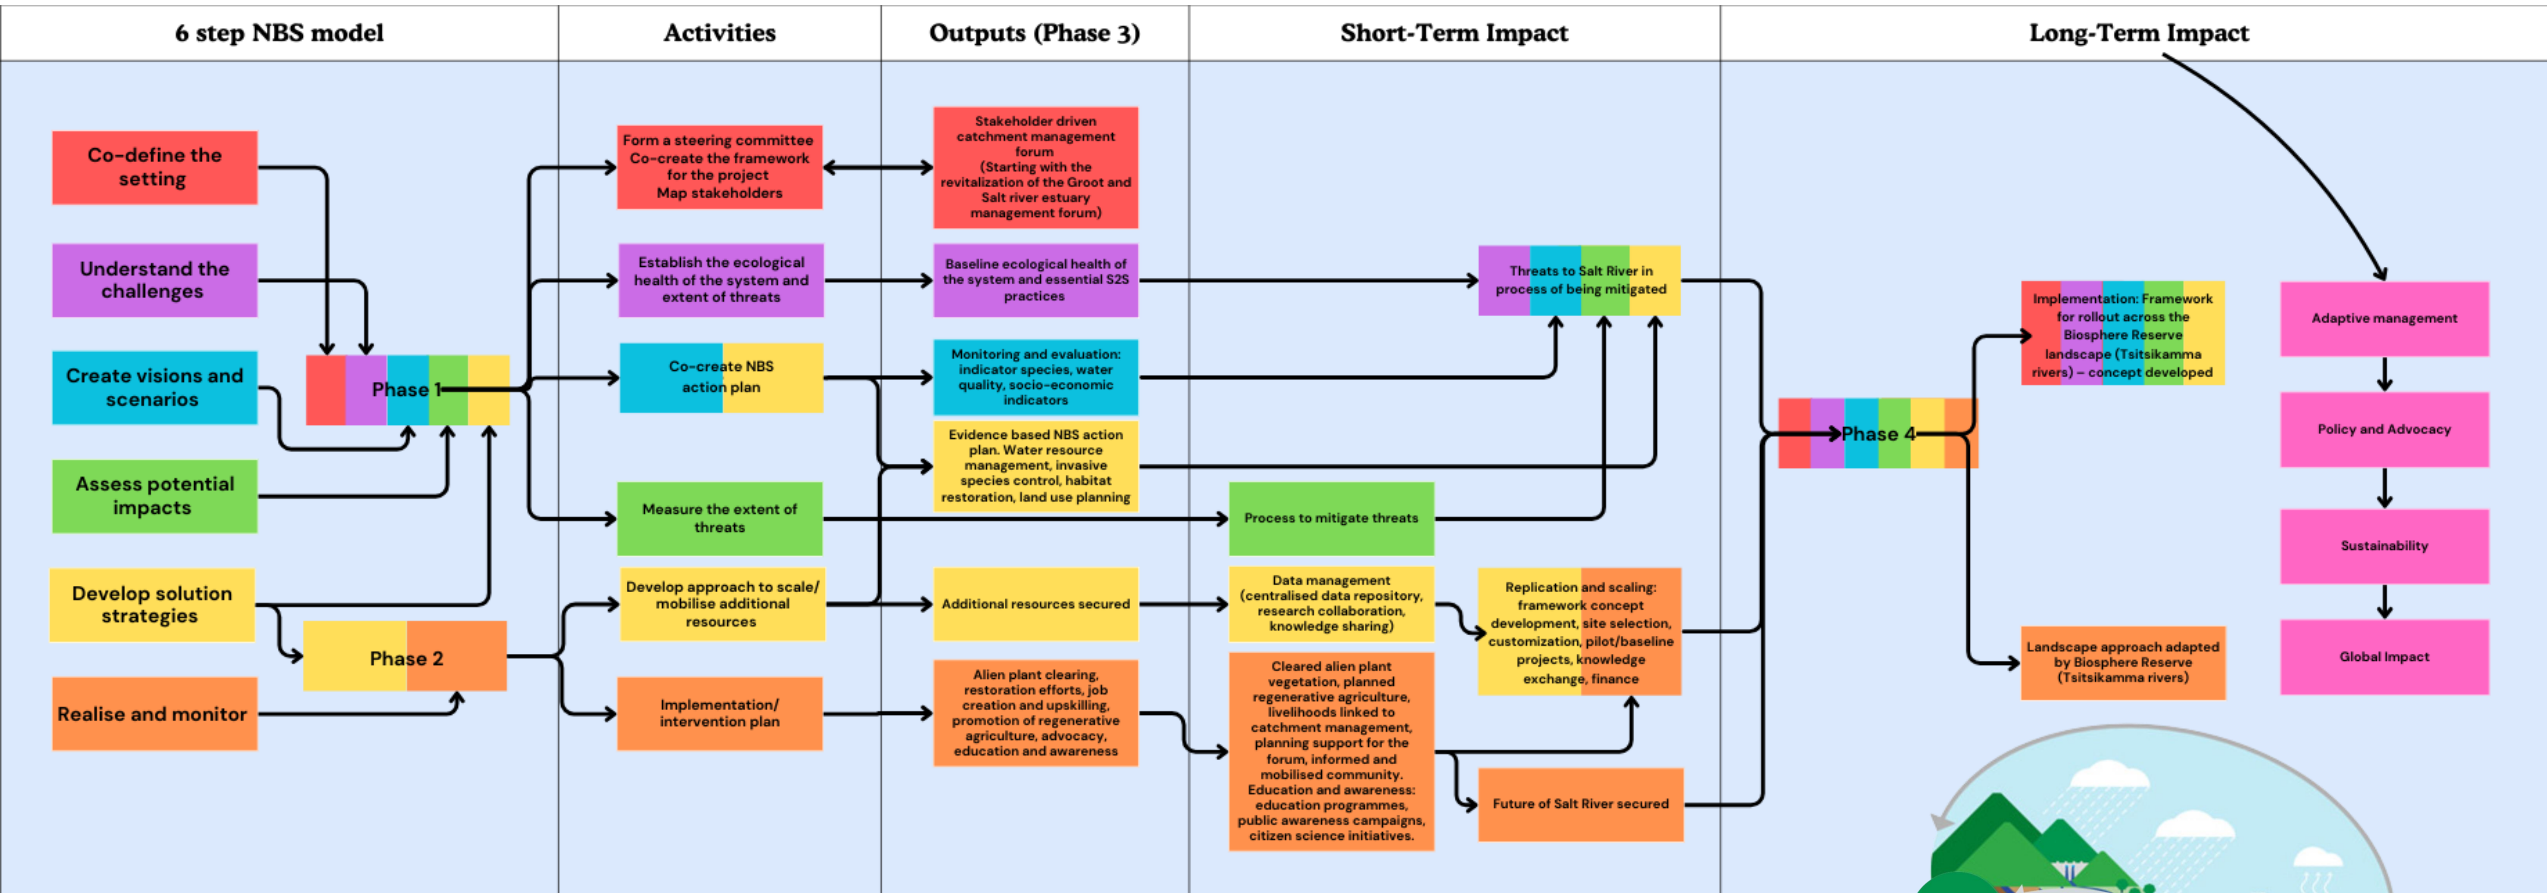 6 step NBS model
Activities
Outputs (Phase 3)
Short-Term Impact
Long-Term Impact
Co-define the
setting
Understand the
challenges
Create visions and
scenarios
Assess potential
impacts
Develop solution
strategies
Realise and monitor
Phase 1
Phase 2
Form a steering committee
Co-create the framework
for the project
Map stakeholders
Establish the ecological
health of the system and
extent of threats
Co-create NBS
action plan
Measure the extent of
threats
Develop approach to scale/
mobilise additional
resources
Implementation/
intervention plan
Stakeholder driven
catchment management
forum
(Starting with the
revitalization of the Groot and
Salt river estuary
management forum)
Baseline ecological health of
the system and essential S2S
practices
Monitoring and evaluation:
indicator species, water
quality, socio-economic
indicators
Evidence based NBS action
plan. Water resource
management, invasive
species control, habitat
restoration, land use planning
Additional resources secured
Alien plant clearing,
restoration efforts, job
creation and upskilling,
promotion of regenerative
agriculture, advocacy,
education and awareness
Process to mitigate threats
Data management
(centralised data repository,
research collaboration,
knowledge sharing)
Cleared alien plant
vegetation, planned
regenerative agriculture,
livelihoods linked to
catchment management,
planning support for the
forum, informed and
mobilised community.
Education and awareness:
education programmes,
public awareness campaigns,
citizen science initiatives.
Threats to Salt River in
process of being mitigated
Replication and scaling:
framework concept
development, site selection,
customization, pilot/baseline
projects, knowledge
exchange, finance
Future of Salt River secured
Phase 4
Implementation: Framework
for rollout across the
Biosphere Reserve
landscape (Tsitsikamma
rivers) – concept developed
Landscape approach adapted
by Biosphere Reserve
(Tsitsikamma rivers)
Adaptive management
Policy and Advocacy
Sustainability
Global Impact